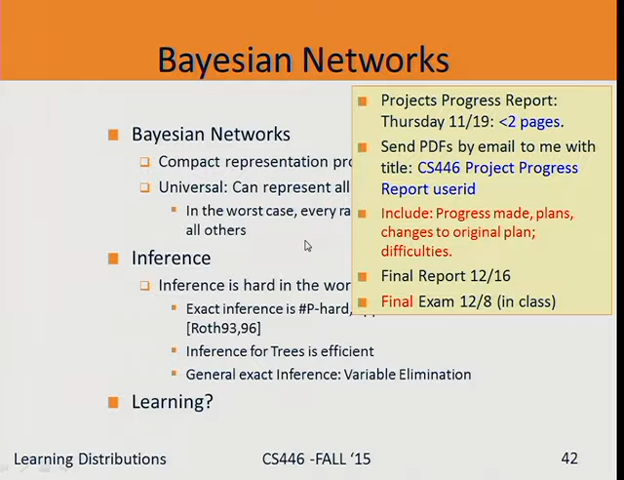 Bayesian Networks
Bayesian Networks
Compact representation
Universal: Can represent all
In the worst case, every
all others
Inference
Inference is hard in the
Exact inference is #P-hard,
[Roth93,96]
Inference for Trees is efficient
General exact Inference: Variable Elimination
Learning?
Projects Progress Report:
Thursday 11/19: <2 pages.
Send PDFs by email to me with
title: CS446 Project Progress
Report userid
Include: Progress made, plans,
changes to original plan;
difficulties.
Final Report 12/16
Final Exam 12/8 (in class)
Learning Distributions
CS446 -FALL ‘15
42